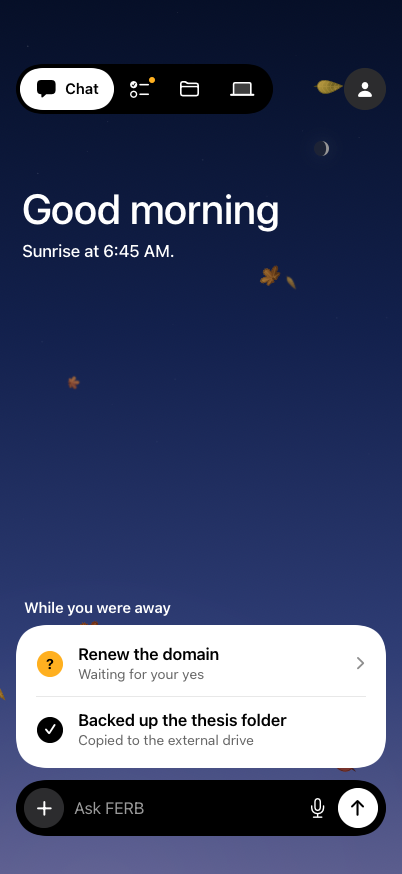 Chat
Good morning
Sunrise at 6:45 AM.
While you were away
?
Renew the domain
Waiting for your yes
Backed up the thesis folder
Copied to the external drive
Ask FERB